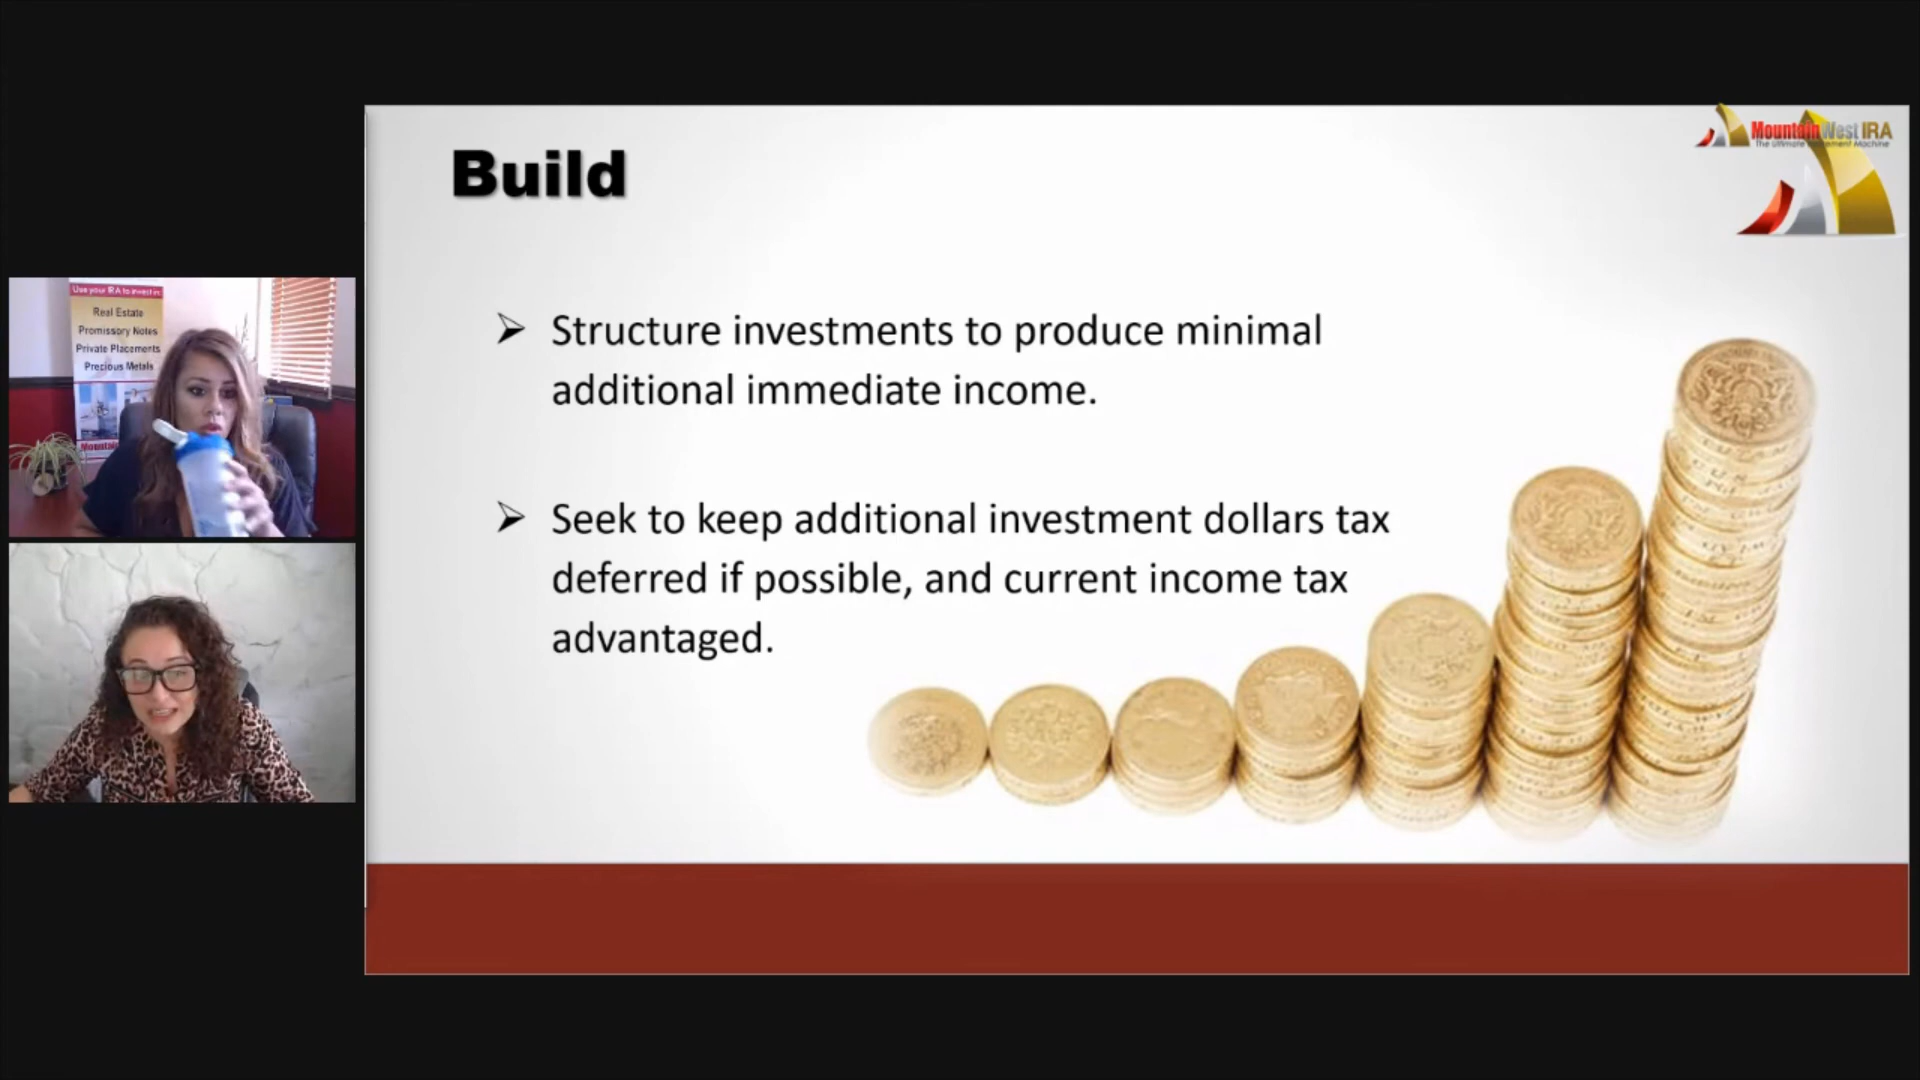 Build
MountainWest IRA
The Ultimate Retirement Machine
Structure investments to produce minimal
additional immediate income.
Seek to keep additional investment dollars tax
deferred if possible, and current income tax
advantaged.
Use your IRA to invest in:
Real Estate
Promissory Notes
Private Placements
Precious Metals
Mountain